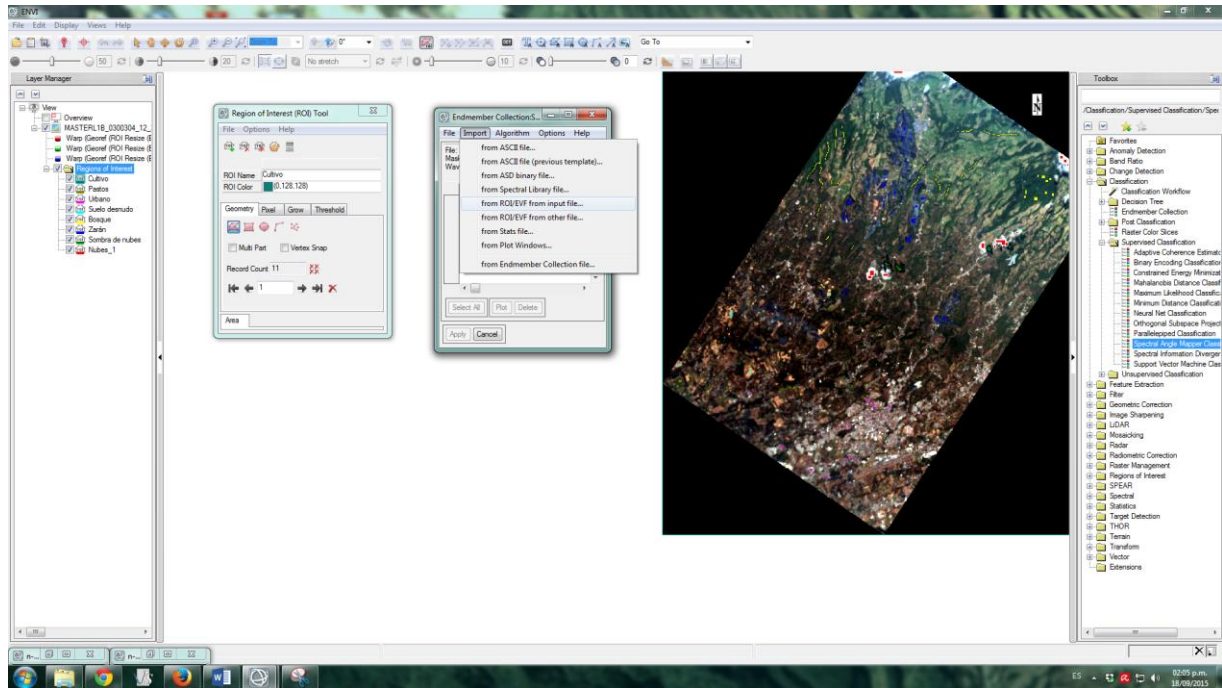 ENVI
File Edit Display Views Help
0°
Go To
50
20
No stretch
10
0
Layer Manager
View
Overview
MASTERL1B_0300304_12_
Warp (Georef (ROI Resize (E
Warp (Georef (ROI Resize (E
Warp (Georef (ROI Resize (E
Regions of Interest
Cultivo
Pastos
Urbano
Suelo desnudo
Bosque
Zarán
Sombra de nubes
Nubes_1
Region of Interest (ROI) Tool
File Options Help
ROI Name Cultivo
ROI Color (0,128,128)
Geometry Pixel Grow Threshold
Multi Part Vertex Snap
Record Count 11
1
Area
Endmember Collection:S...
File Import Algorithm Options Help
File:
Mask
Wav
from ASCII file...
from ASCII file (previous template)...
from ASD binary file...
from Spectral Library file...
from ROI/EVF from input file...
from ROI/EVF from other file...
from Stats file...
from Plot Windows...
from Endmember Collection file...
Select All Plot Delete
Apply Cancel
N
Toolbox
/Classification/Supervised Classification/Spec
Favorites
Anomaly Detection
Band Ratio
Change Detection
Classification
Classification Workflow
Decision Tree
Endmember Collection
Post Classification
Raster Color Slices
Supervised Classification
Adaptive Coherence Estimato
Binary Encoding Classification
Constrained Energy Minimizat
Mahalanobis Distance Classif
Maximum Likelihood Classific
Minimum Distance Classificati
Neural Net Classification
Orthogonal Subspace Project
Parallelepiped Classification
Spectral Angle Mapper Classi
Spectral Information Divergen
Support Vector Machine Clas
Unsupervised Classification
Feature Extraction
Filter
Geometric Correction
Image Sharpening
LiDAR
Mosaicking
Radar
Radiometric Correction
Raster Management
Regions of Interest
SPEAR
Spectral
Statistics
Target Detection
THOR
Terrain
Transform
Vector
Extensions
n-...
n-...
ES
02:05 p.m.
18/09/2015